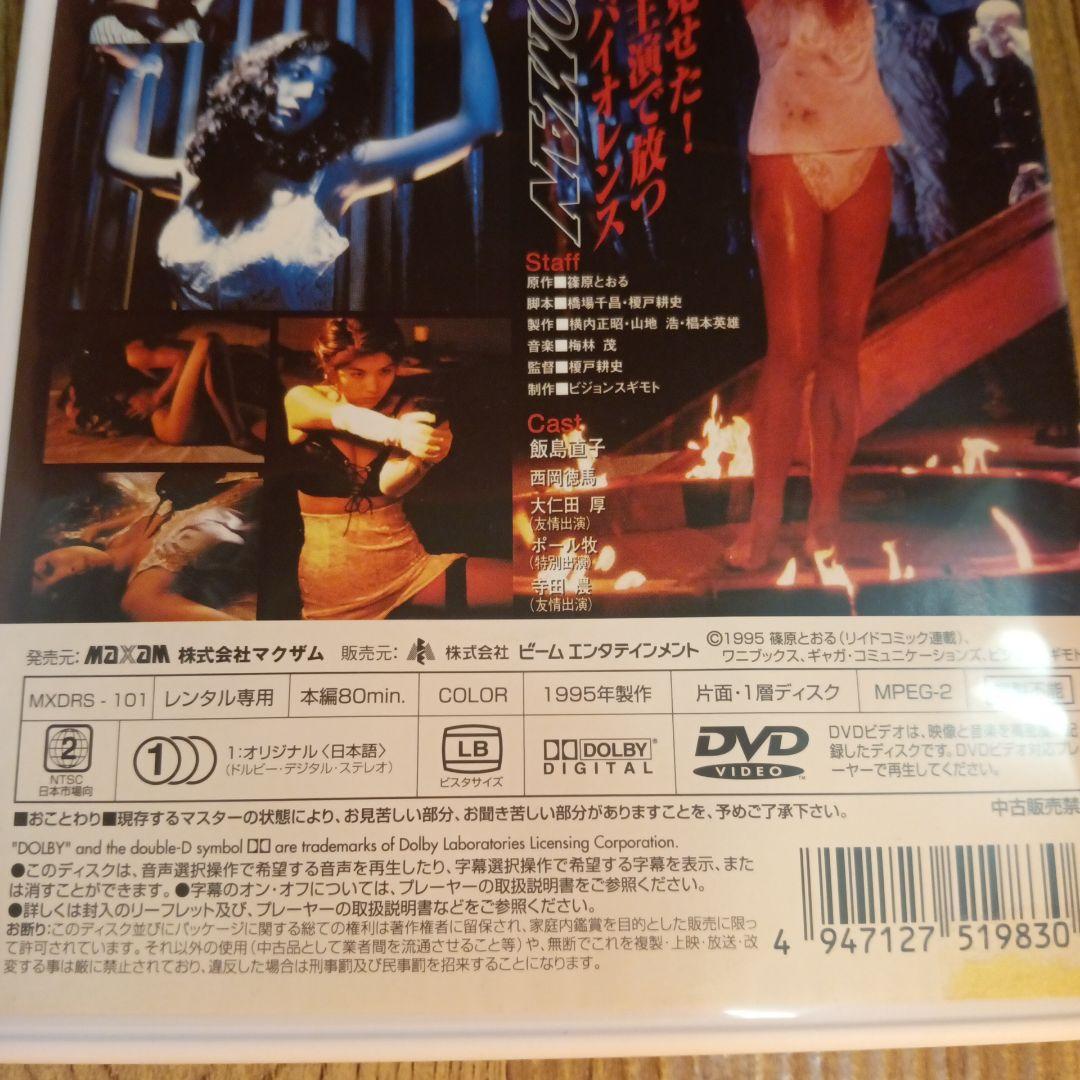 見せた!
主演で放つ
バイオレンス
Staff
原作■篠原とおる
脚本■橋場千昌・榎戸耕史
製作■横内正昭・山地 浩・椙本英雄
音楽■梅林 茂
監督■榎戸耕史
制作■ビジョンスギモト
Cast
飯島直子
西岡徳馬
大仁田 厚
(友情出演)
ポール牧
(特別出演)
寺田 農
(友情出演)
発売元: MAXAM 株式会社マクザム 販売元: 株式会社 ビーム エンタテインメント
©1995 篠原とおる(リイドコミック連載)、
ワニブックス、ギャガ・コミュニケーションズ、ビジョンスギモト
MXDRS - 101 レンタル専用 本編80min. COLOR 1995年製作 片面・1層ディスク MPEG-2
2
NTSC
日本市場向
1
1:オリジナル〈日本語〉
(ドルビー・デジタル・ステレオ)
LB
ビスタサイズ
DOLBY
DIGITAL
DVD
VIDEO
TM
DVDビデオは、映像と音楽を高密度に記
録したディスクです。DVDビデオ対応プレ
ーヤーで再生してください。
■おことわり■現存するマスターの状態により、お見苦しい部分、お聞き苦しい部分がありますことを、予めご了承下さい。
中古販売禁
"DOLBY" and the double-D symbol are trademarks of Dolby Laboratories Licensing Corporation.
●このディスクは、音声選択操作で希望する音声を再生したり、字幕選択操作で希望する字幕を表示、また
は消すことができます。●字幕のオン・オフについては、プレーヤーの取扱説明書をご参照ください。
●詳しくは封入のリーフレット及び、プレーヤーの取扱説明書などをご参照ください。
お断り:このディスク並びにパッケージに関する総ての権利は著作権者に留保され、家庭内鑑賞を目的とした販売に限っ
て許可されています。それ以外の使用(中古品として業者間を流通させること等)や、無断でこれを複製・上映・放送・改
変する事は厳に禁止されており、違反した場合は刑事罰及び民事罰を招来することになります。
4 947127 519830